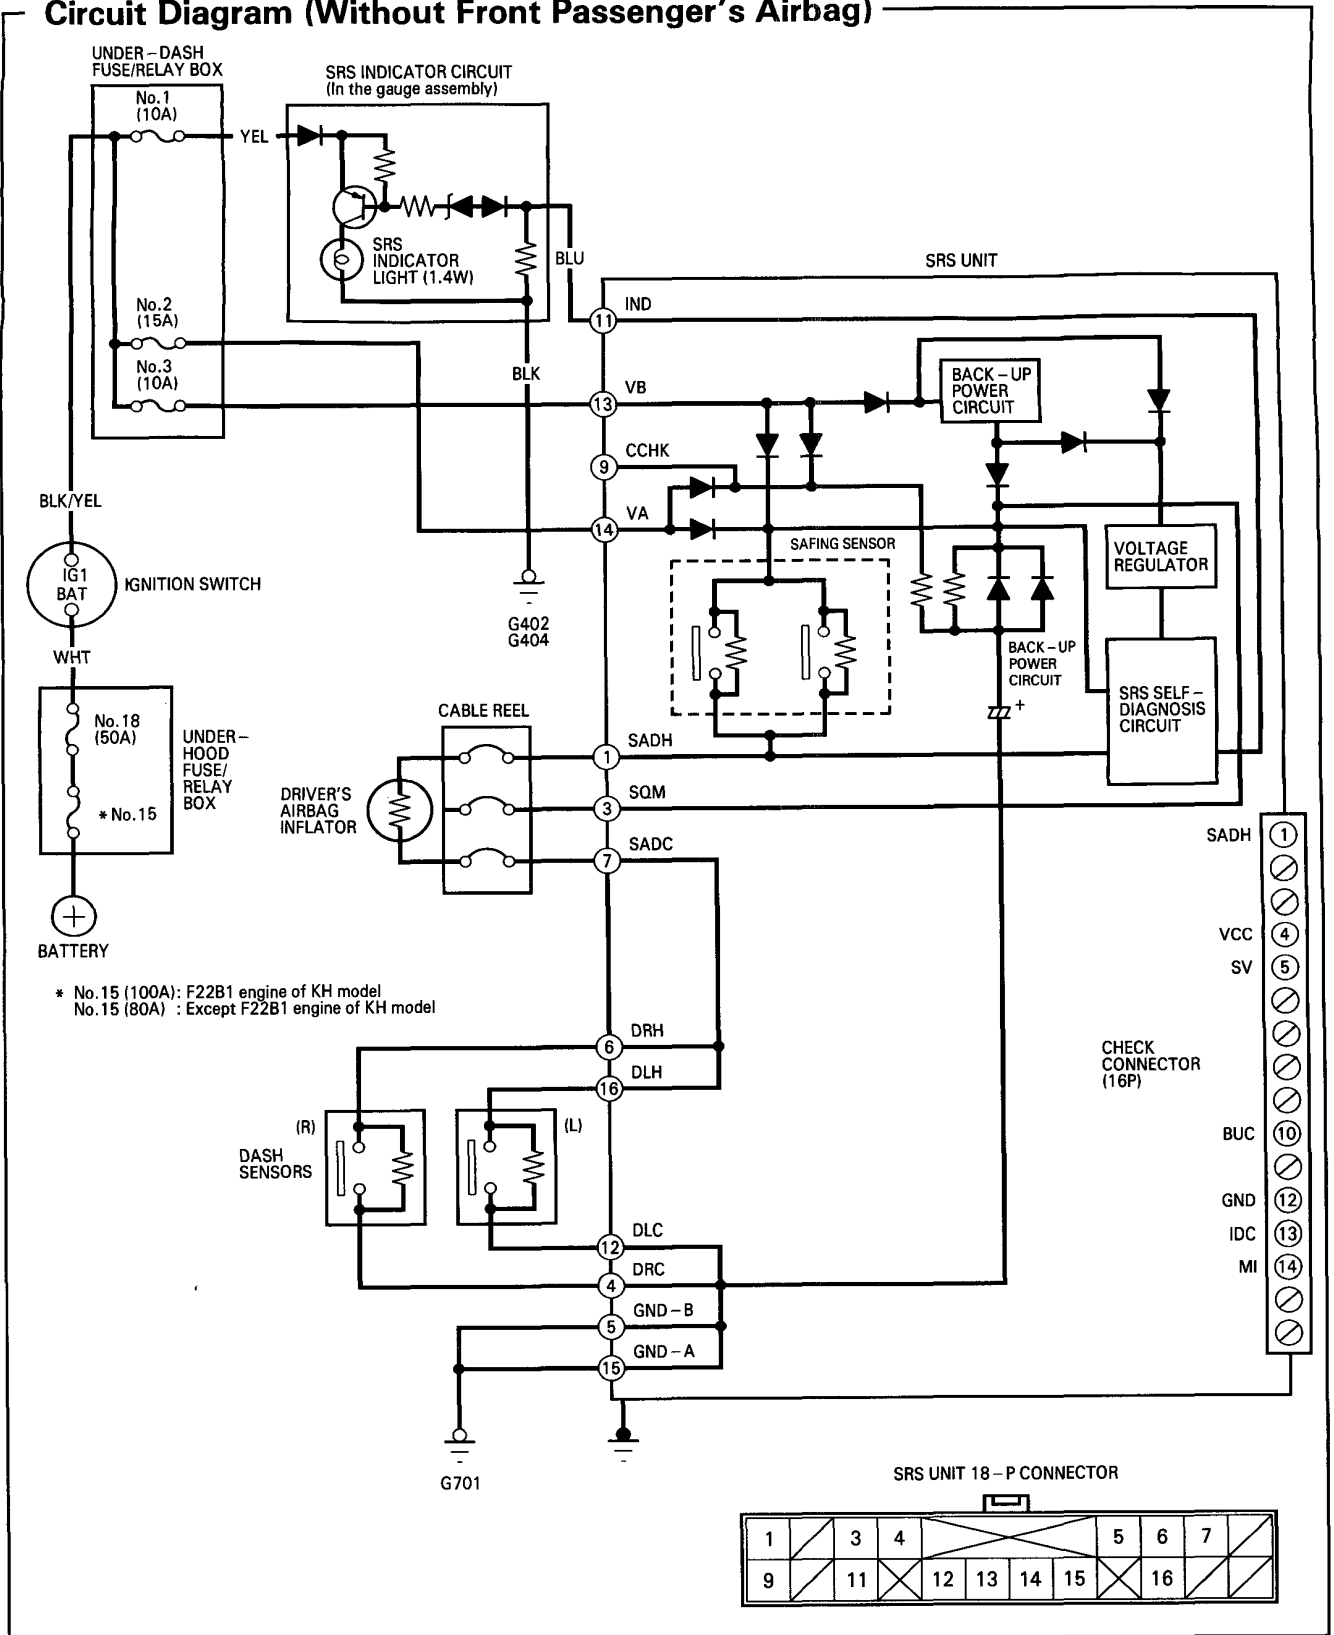 Circuit Diagram (Without Front Passenger's Airbag)
UNDER–DASH
FUSE/RELAY BOX
No.1
(10A)
YEL
SRS INDICATOR CIRCUIT
(In the gauge assembly)
SRS
INDICATOR
LIGHT (1.4W)
BLU
No.2
(15A)
No.3
(10A)
BLK
SRS UNIT
11
IND
13
VB
9
CCHK
14
VA
BACK–UP
POWER
CIRCUIT
BLK/YEL
IG1
BAT
IGNITION SWITCH
WHT
G402
G404
SAFING SENSOR
VOLTAGE
REGULATOR
BACK–UP
POWER
CIRCUIT
+
SRS SELF–
DIAGNOSIS
CIRCUIT
No.18
(50A)
*No.15
UNDER–
HOOD
FUSE/
RELAY
BOX
+
BATTERY
CABLE REEL
DRIVER'S
AIRBAG
INFLATOR
1
SADH
3
SQM
7
SADC
* No.15 (100A): F22B1 engine of KH model
No.15 (80A) : Except F22B1 engine of KH model
6
DRH
16
DLH
(R)
(L)
DASH
SENSORS
12
DLC
4
DRC
5
GND–B
15
GND–A
G701
SADH 1
VCC 4
SV 5
CHECK
CONNECTOR
(16P)
BUC 10
GND 12
IDC 13
MI 14
SRS UNIT 18–P CONNECTOR
1 3 4 5 6 7
9 11 12 13 14 15 16